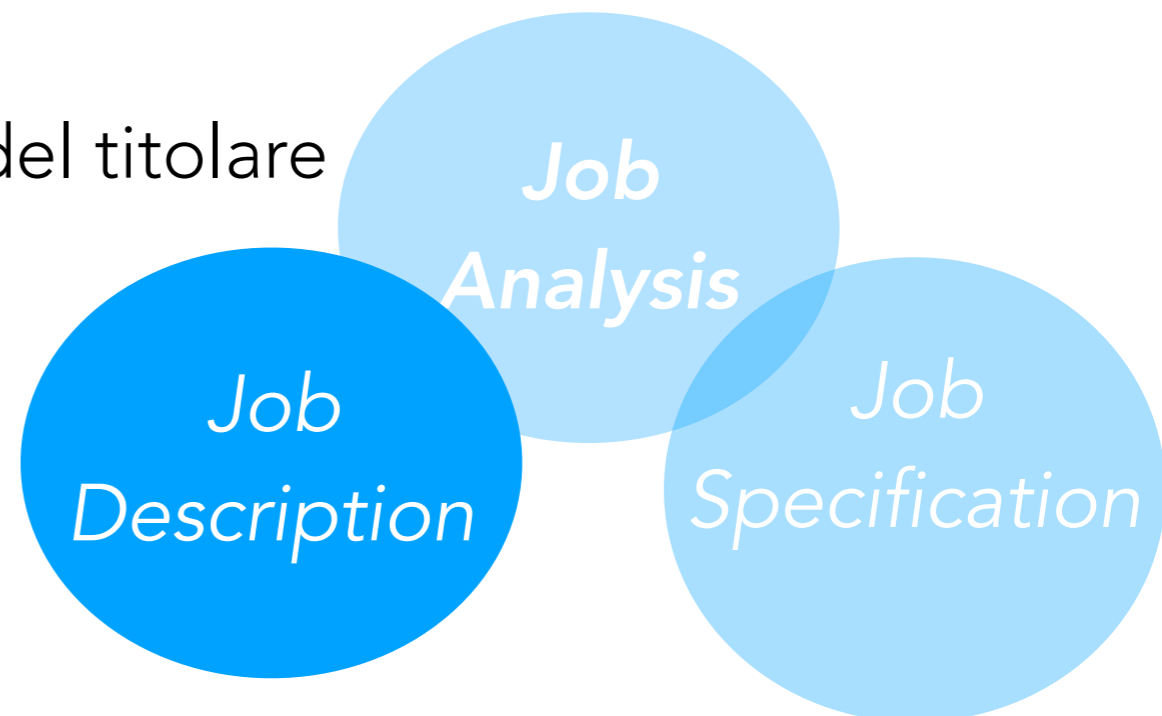 del titolare
Job
Analysis
Job
Description
Job
Specification